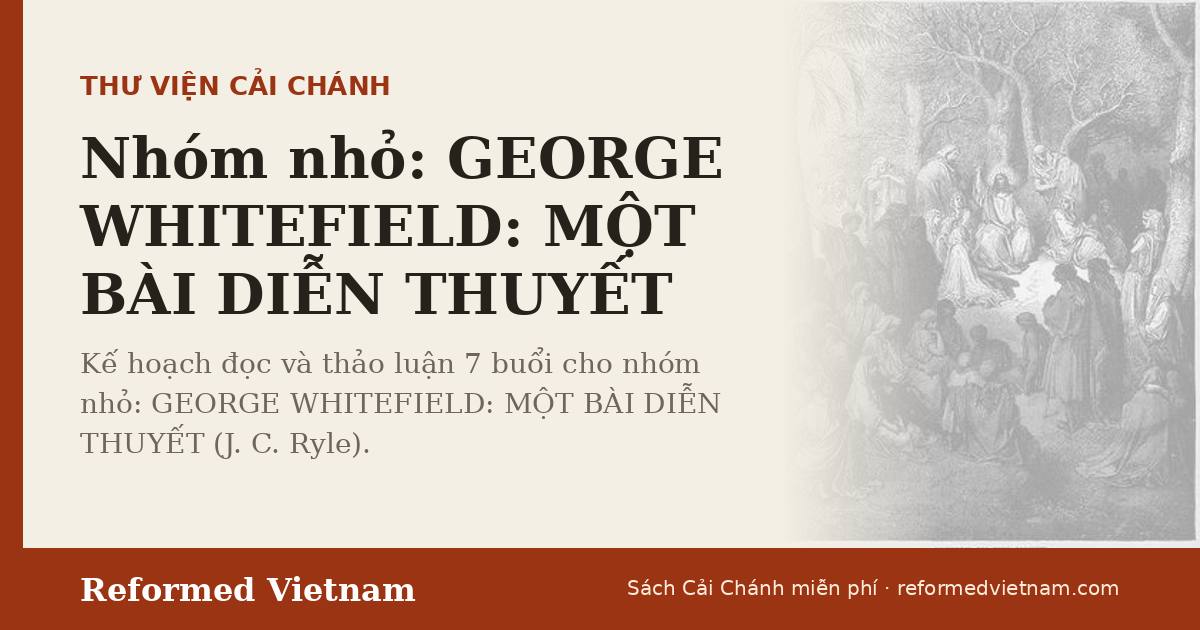 THƯ VIỆN CẢI CHÁNH
Nhóm nhỏ: GEORGE
WHITEFIELD: MỘT
BÀI DIỄN THUYẾT
Kế hoạch đọc và thảo luận 7 buổi cho nhóm
nhỏ: GEORGE WHITEFIELD: MỘT BÀI DIỄN
THUYẾT (J. C. Ryle).
Reformed Vietnam
Sách Cải Chánh miễn phí · reformedvietnam.com